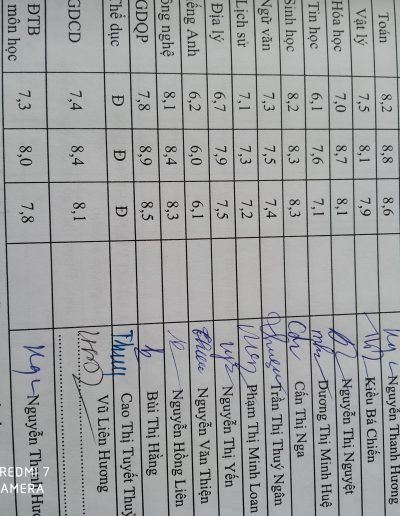 Toán 8,2 8,8 8,6 Nguyễn Thanh Hương
Vật lý 7,5 8,1 7,9 Kiều Bá Chiến
Hóa học 7,0 8,7 8,1 Nguyễn Thị Nguyệt
Tin học 6,1 7,6 7,1 Dương Thị Minh Huệ
Sinh học 8,2 8,3 8,3 Cấn Thị Nga
Ngữ văn 7,3 7,5 7,4 Trần Thị Thuý Ngân
Lịch sử 7,1 7,3 7,2 Phạm Thị Minh Loan
Địa lý 6,7 7,9 7,5 Nguyễn Thị Yến
iếng Anh 6,2 6,0 6,1 Nguyễn Văn Thiện
ông nghệ 8,1 8,4 8,3 Nguyễn Hồng Liên
GDQP 7,8 8,9 8,5 Bùi Thị Hằng
hể dục Đ Đ Đ Thuỷ Cao Thị Tuyết Thuỷ
GDCD 7,4 8,4 8,1 Vũ Liên Hương
ĐTB môn học 7,3 8,0 7,8 Nguyễn Th Hư
REDMI 7
CAMERA